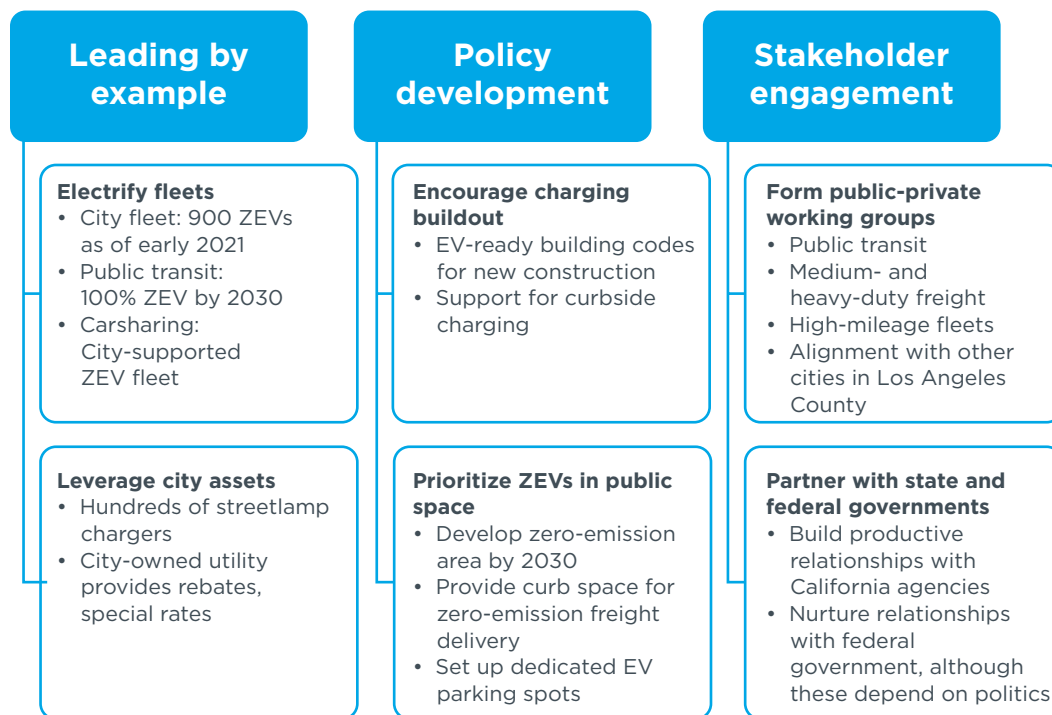 Leading by
example
Electrify fleets
• City fleet: 900 ZEVs
as of early 2021
• Public transit:
100% ZEV by 2030
• Carsharing:
City-supported
ZEV fleet
Leverage city assets
• Hundreds of streetlamp
chargers
• City-owned utility
provides rebates,
special rates
Policy
development
Encourage charging
buildout
• EV-ready building codes
for new construction
• Support for curbside
charging
Prioritize ZEVs in public
space
• Develop zero-emission
area by 2030
• Provide curb space for
zero-emission freight
delivery
• Set up dedicated EV
parking spots
Stakeholder
engagement
Form public-private
working groups
• Public transit
• Medium- and
heavy-duty freight
• High-mileage fleets
• Alignment with other
cities in Los Angeles
County
Partner with state and
federal governments
• Build productive
relationships with
California agencies
• Nurture relationships
with federal
government, although
these depend on politics